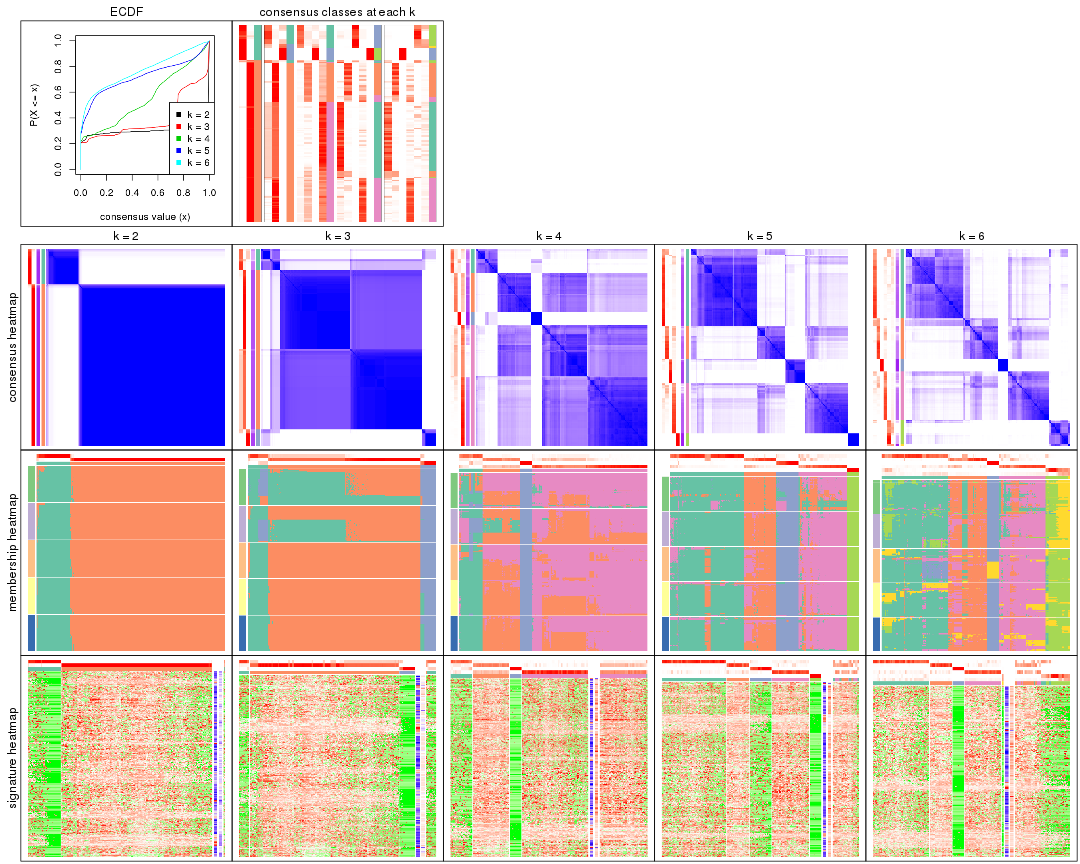 ECDF
consensus classes at each k
P(X <= x)
0.0 0.2 0.4 0.6 0.8 1.0
k = 2
k = 3
k = 4
k = 5
k = 6
0.0 0.2 0.4 0.6 0.8 1.0
consensus value (x)
k = 2
k = 3
k = 4
k = 5
k = 6
consensus heatmap
membership heatmap
signature heatmap